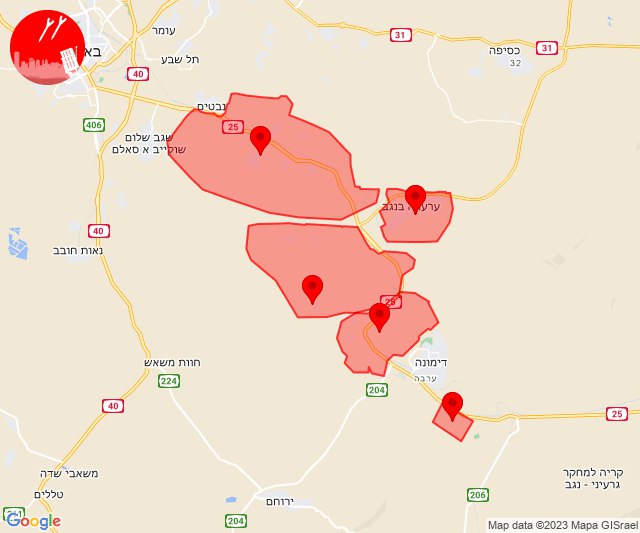 עומר
31
31
כסיפה
32
תל שבע
באר
40
נבטים
406
25
שגב שלום
שוקייב א סאלם
ערערה בנגב
40
נאות חובב
25
דימונה
ערבה
חוות משאש
224
204
40
25
משאבי שדה
טללים
קריה למחקר
גרעיני - נגב
206
ירוחם
204
211
Google
Map data ©2023 Mapa GISrael